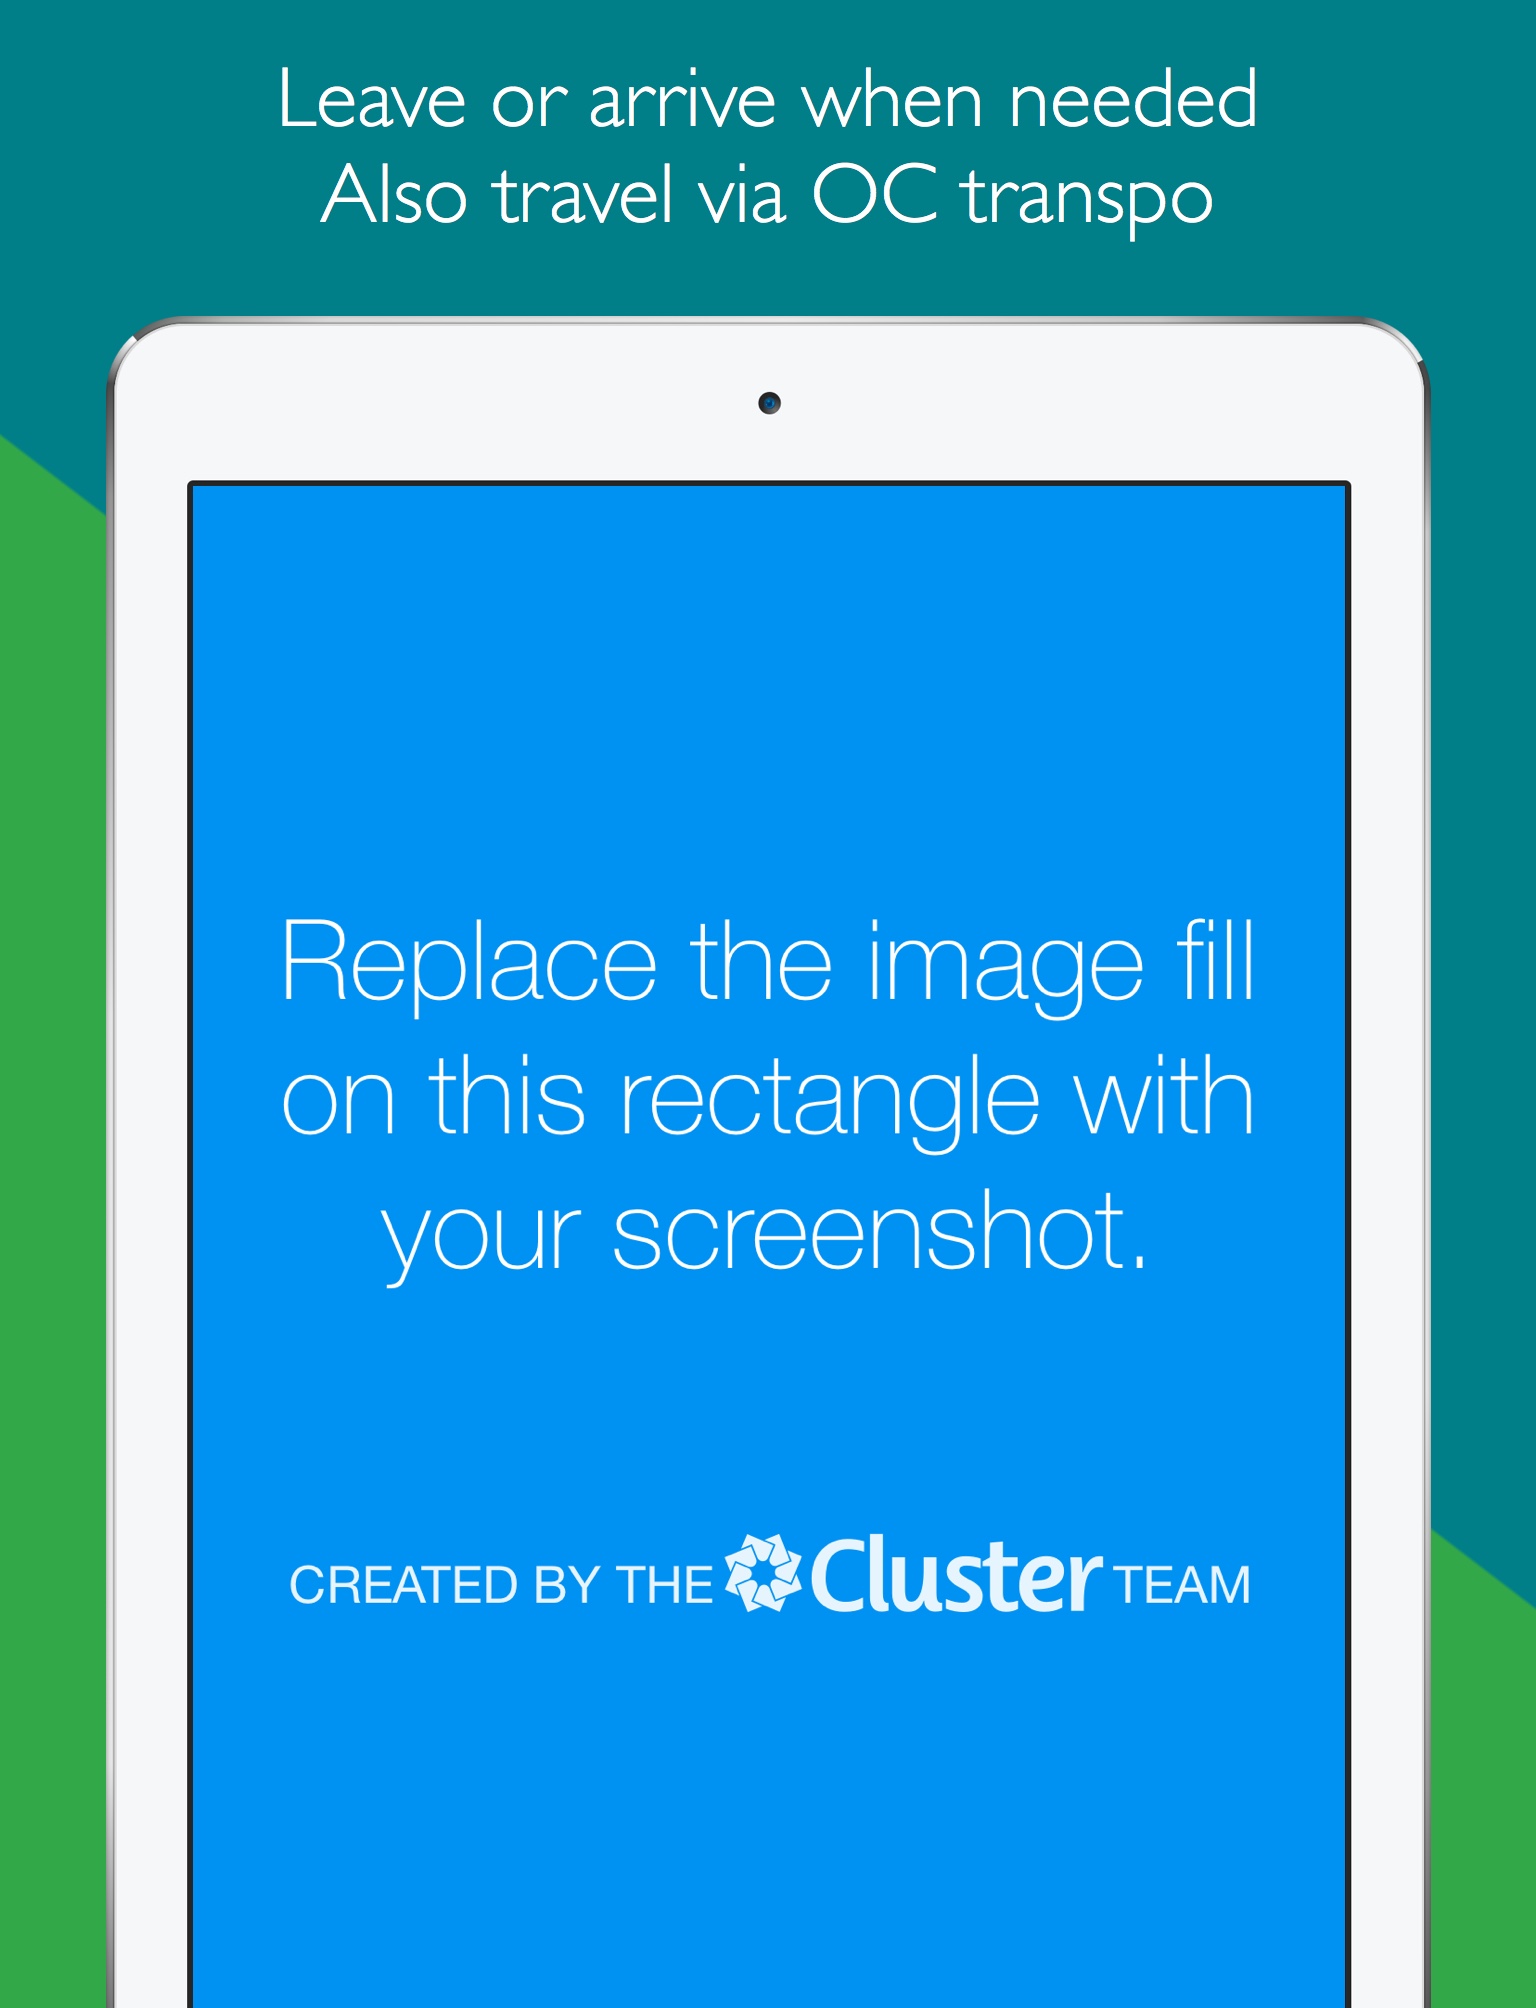 Leave or arrive when needed
Also travel via OC transpo
Replace the image fill
on this rectangle with
your screenshot.
CREATED BY THE Cluster TEAM